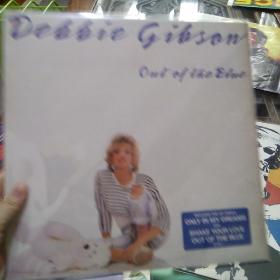 Debbie Gibson
Out of the Blue
ONLY IN MY DREAMS
SHAKE YOUR LOVE
OUT OF THE BLUE